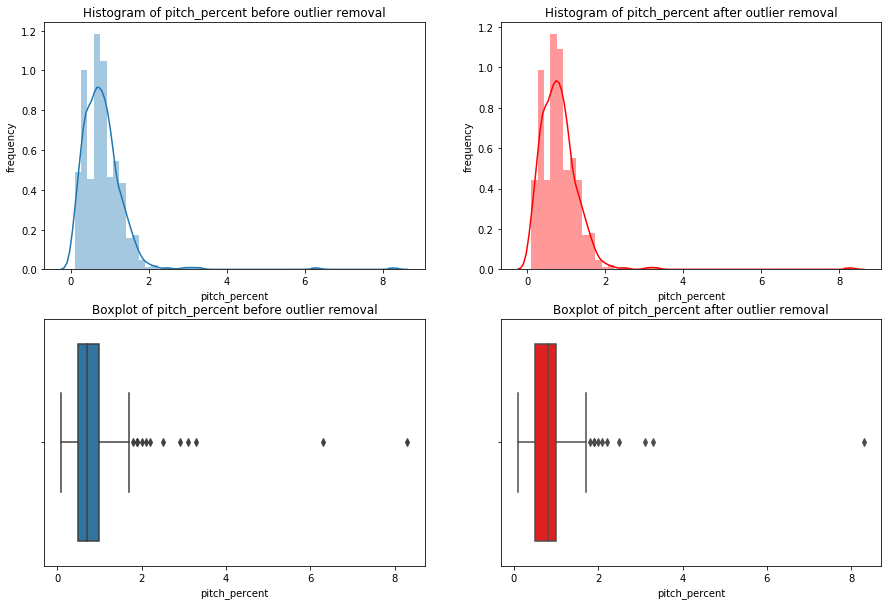 Histogram of pitch_percent before outlier removal
Histogram of pitch_percent after outlier removal
frequency
1.2
1.0
0.8
0.6
0.4
0.2
0.0
0 2 4 6 8
pitch_percent
frequency
1.2
1.0
0.8
0.6
0.4
0.2
0.0
0 2 4 6 8
pitch_percent
Boxplot of pitch_percent before outlier removal
Boxplot of pitch_percent after outlier removal
0 2 4 6 8
pitch_percent
0 2 4 6 8
pitch_percent